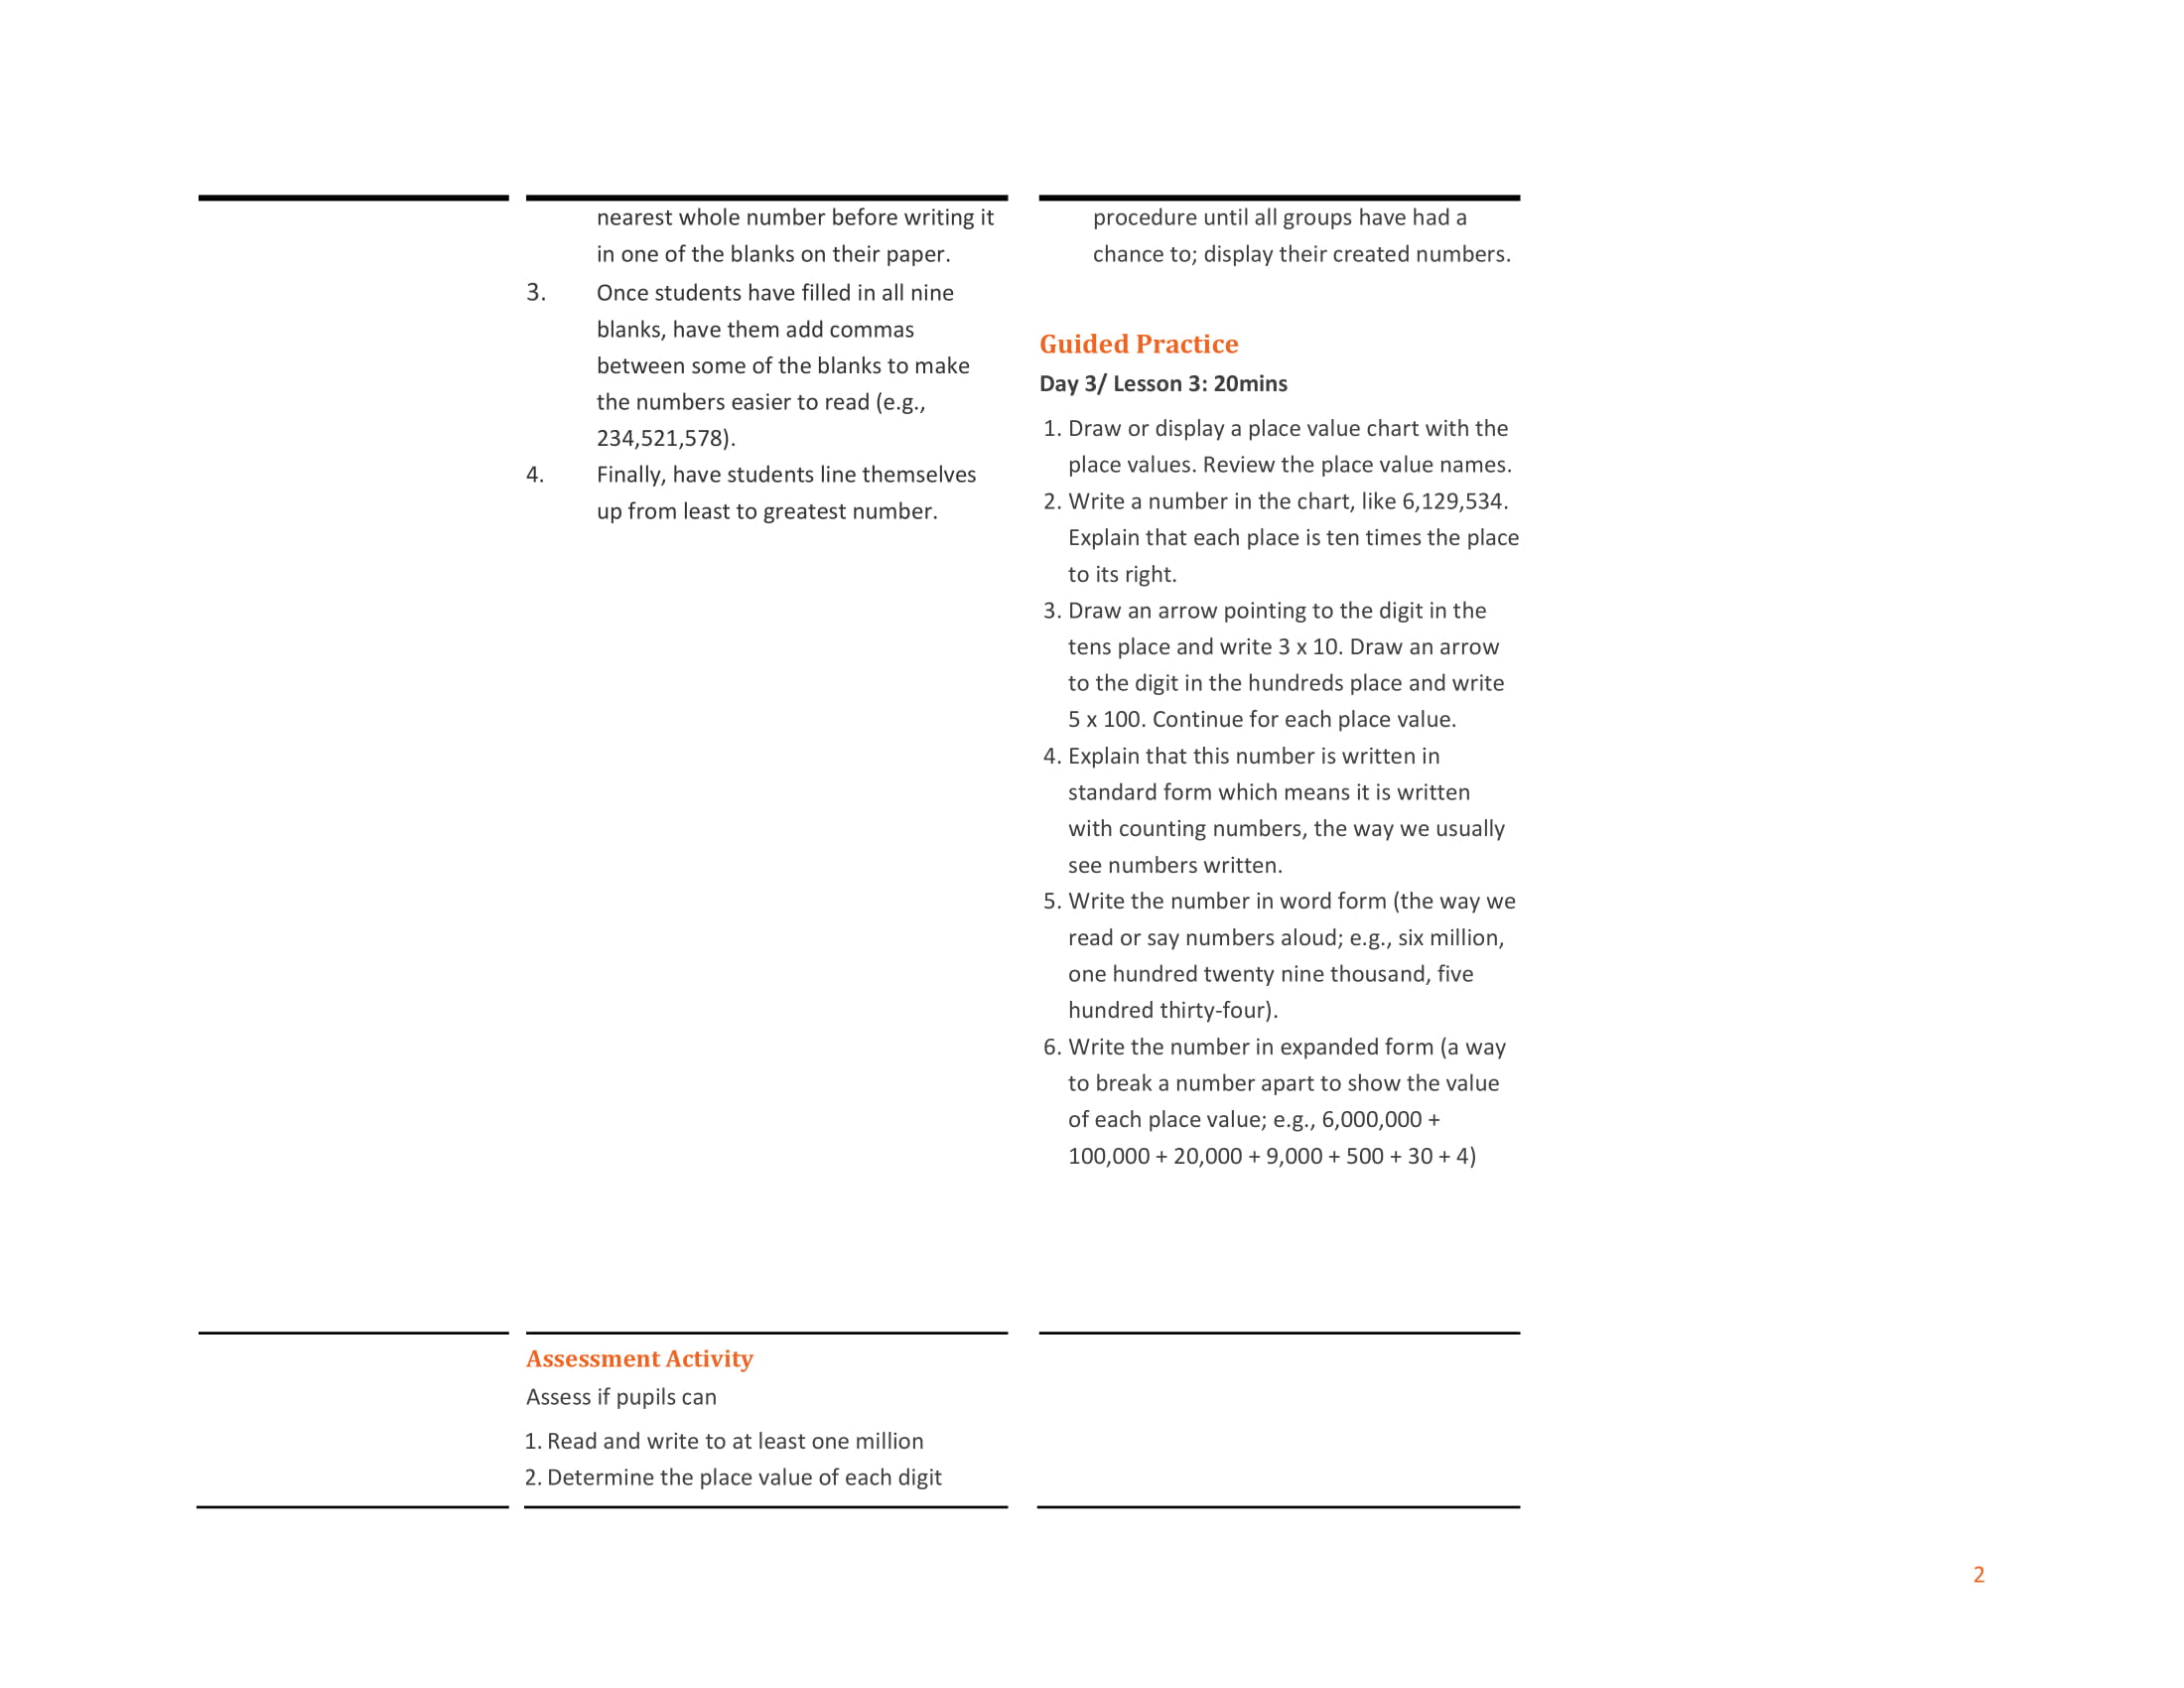 nearest whole number before writing it
in one of the blanks on their paper.
3. Once students have filled in all nine
blanks, have them add commas
between some of the blanks to make
the numbers easier to read (e.g.,
234,521,578).
4. Finally, have students line themselves
up from least to greatest number.
procedure until all groups have had a
chance to; display their created numbers.
Guided Practice
Day 3/ Lesson 3: 20mins
1. Draw or display a place value chart with the
place values. Review the place value names.
2. Write a number in the chart, like 6,129,534.
Explain that each place is ten times the place
to its right.
3. Draw an arrow pointing to the digit in the
tens place and write 3 x 10. Draw an arrow
to the digit in the hundreds place and write
5 x 100. Continue for each place value.
4. Explain that this number is written in
standard form which means it is written
with counting numbers, the way we usually
see numbers written.
5. Write the number in word form (the way we
read or say numbers aloud; e.g., six million,
one hundred twenty nine thousand, five
hundred thirty-four).
6. Write the number in expanded form (a way
to break a number apart to show the value
of each place value; e.g., 6,000,000 +
100,000 + 20,000 + 9,000 + 500 + 30 + 4)
Assessment Activity
Assess if pupils can
1. Read and write to at least one million
2. Determine the place value of each digit
2